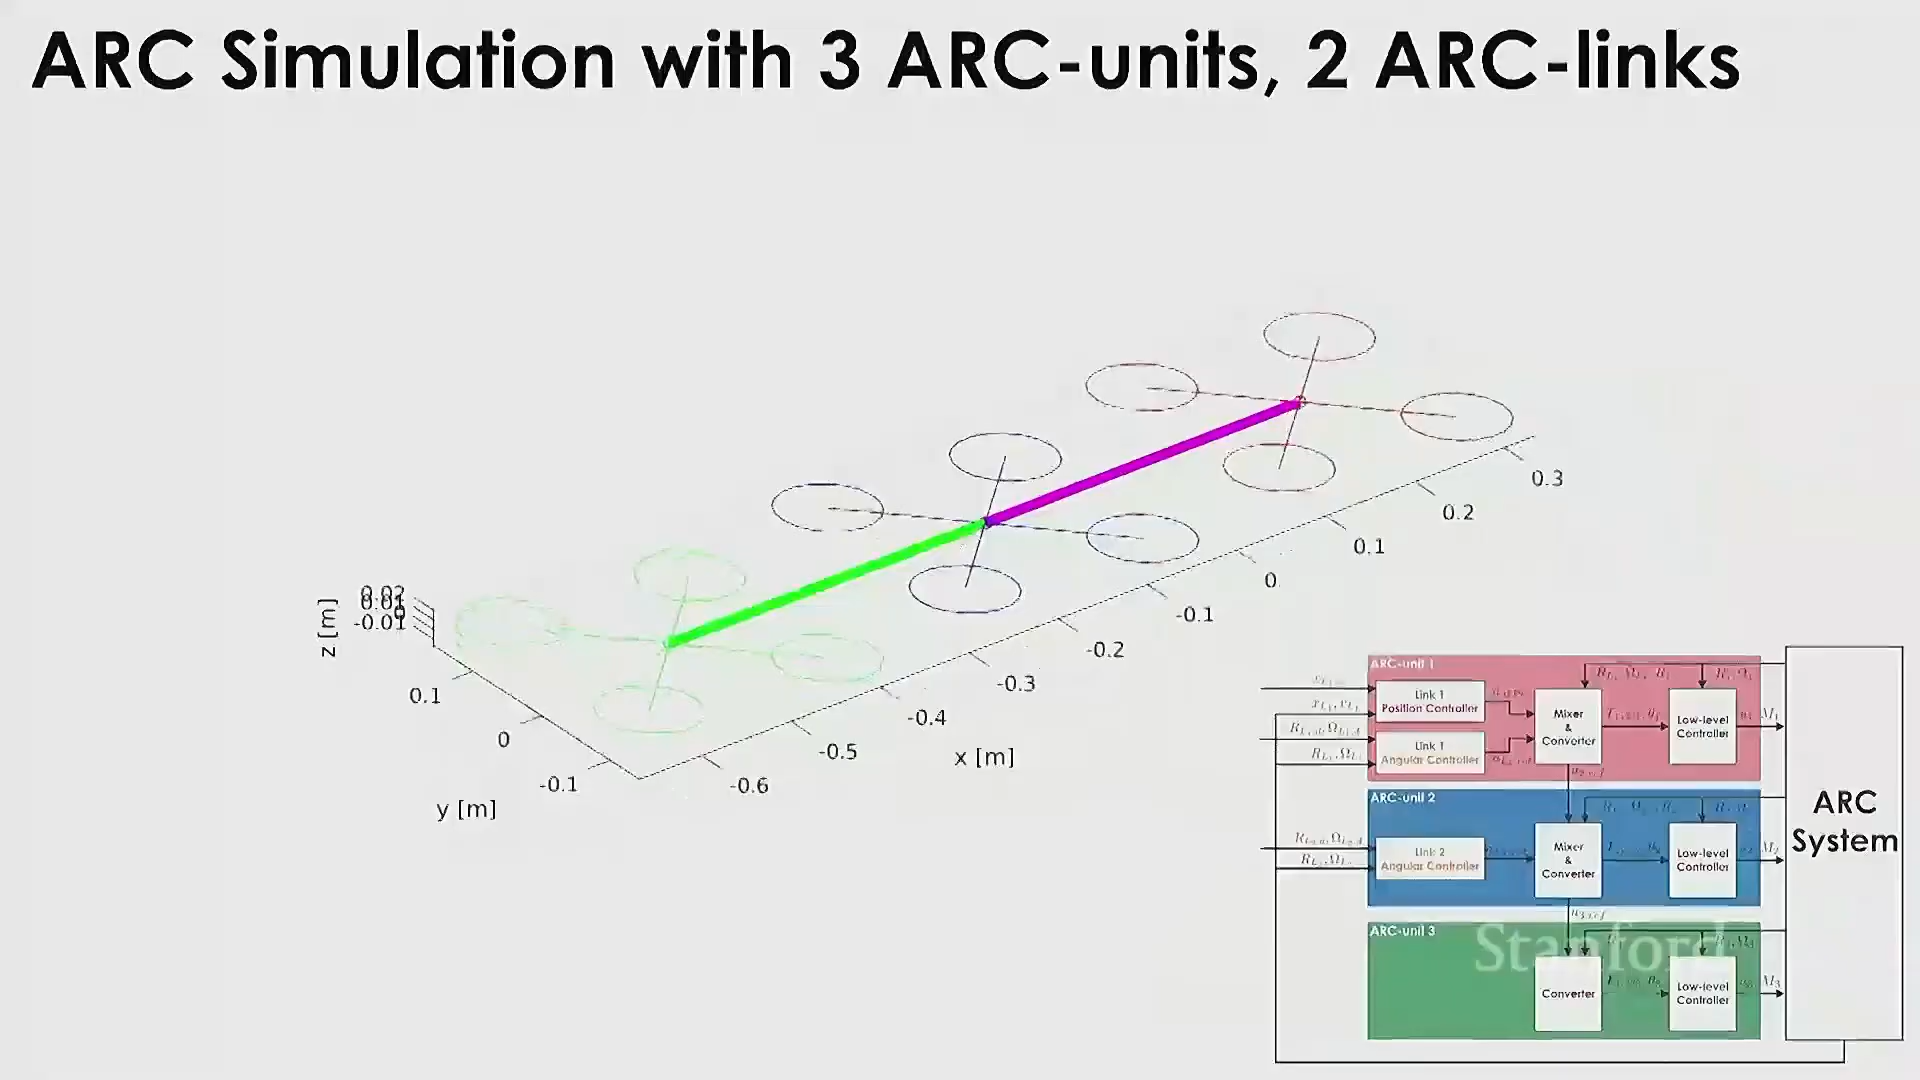 ARC Simulation with 3 ARC-units, 2 ARC-links
0.3
0.2
0.1
0
-0.1
-0.2
-0.3
-0.4
-0.5
-0.6
x [m]
z [m]
-0.01
0.1
0
-0.1
y [m]
ARC-unit 1
Link 1
Position Controller
Link 1
Angular Controller
Mixer
&
Converter
Low-level
Controller
ARC-unit 2
Link 2
Angular Controller
Mixer
&
Converter
Low-level
Controller
ARC-unit 3
Converter
Low-level
Controller
ARC
System
Stanford